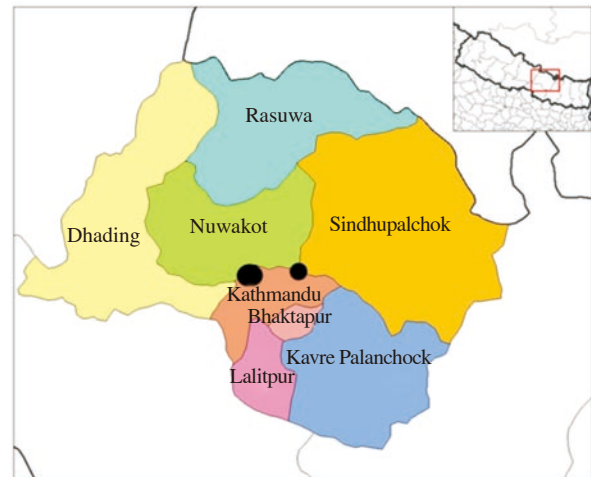 Rasuwa
Sindhupalchok
Nuwakot
Dhading
Kathmandu
Bhaktapur
Kavre Palanchock
Lalitpur